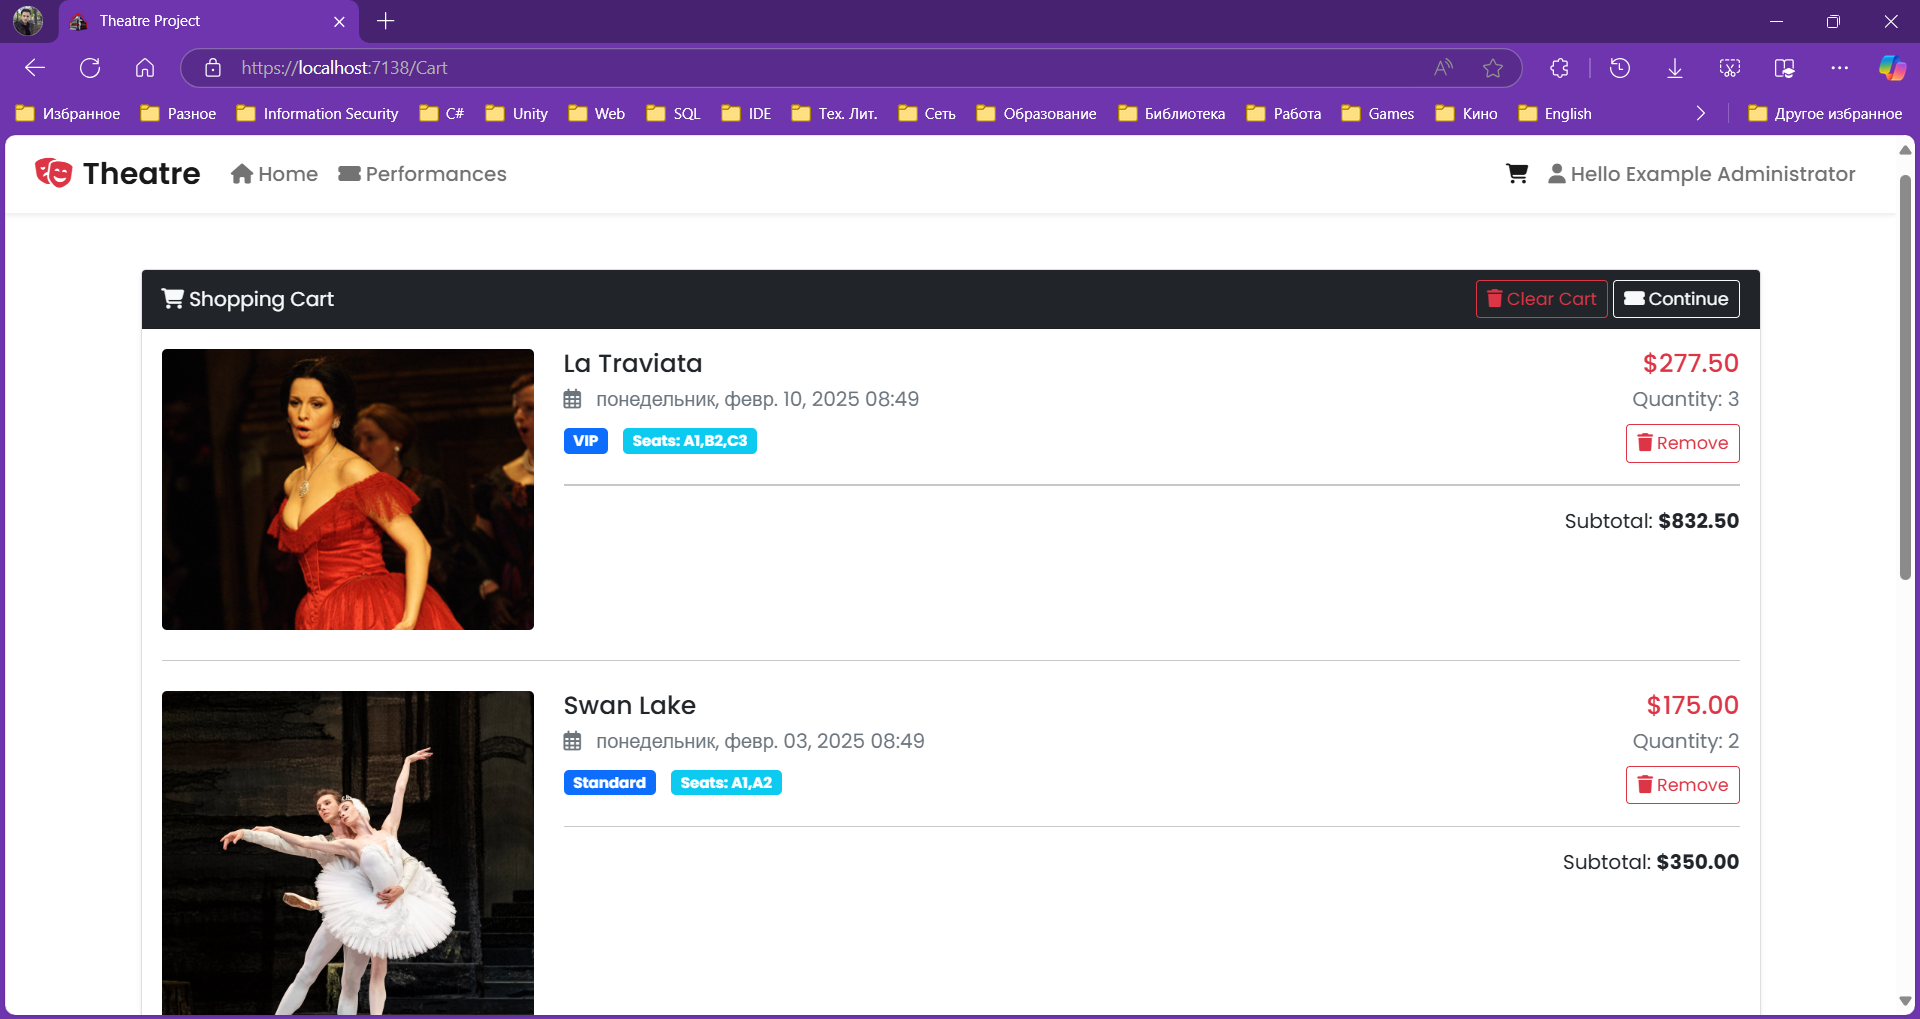 Theatre Project
https://localhost:7138/Cart
Избранное Разное Information Security C# Unity Web SQL IDE Тех. Лит. Сеть Образование Библиотека Работа Games Кино English Другое избранное
Theatre Home Performances Hello Example Administrator
Shopping Cart Clear Cart Continue
La Traviata $277.50
понедельник, февр. 10, 2025 08:49 Quantity: 3
VIP Seats: A1,B2,C3 Remove
Subtotal: $832.50
Swan Lake $175.00
понедельник, февр. 03, 2025 08:49 Quantity: 2
Standard Seats: A1,A2 Remove
Subtotal: $350.00